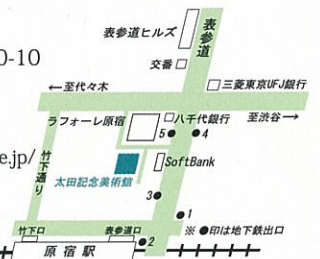 表参道ヒルズ
表参道
0-10
交番
三菱東京UFJ銀行
←至代々木
ラフォーレ原宿
八千代銀行
至渋谷→
5
4
e.jp/
竹下通り
SoftBank
太田記念美術館
3
1
竹下口
表参道口
※●印は地下鉄出口
2
原宿駅